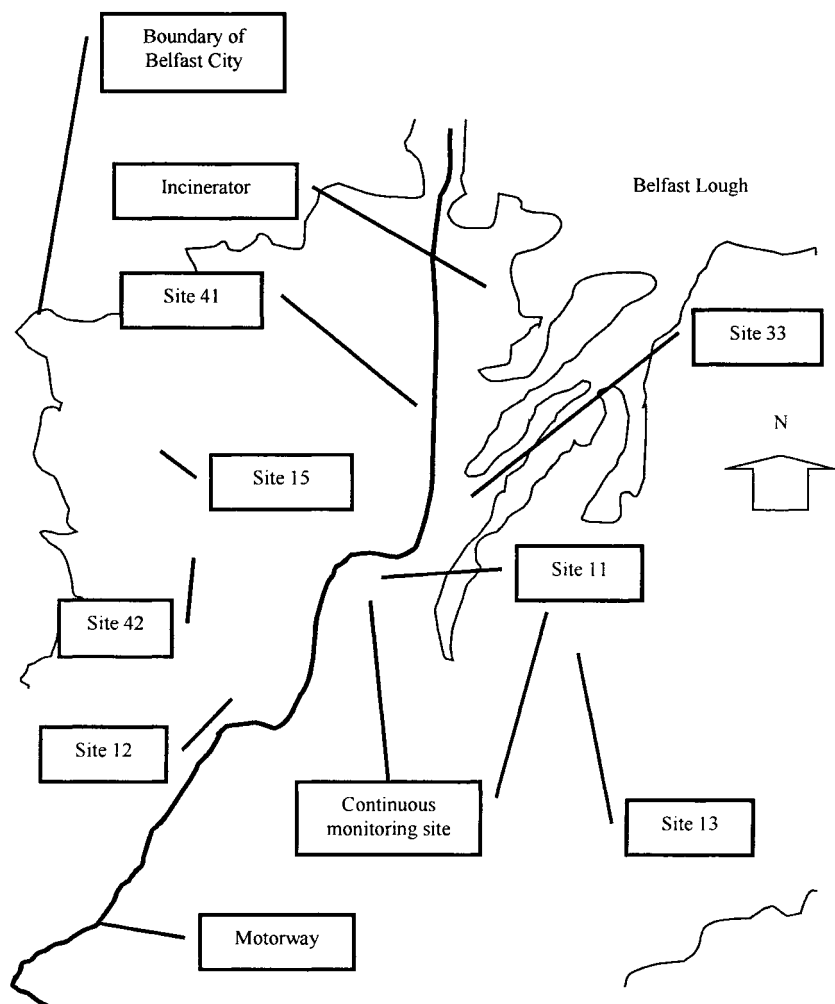 Boundary of
Belfast City
Incinerator
Belfast Lough
Site 41
Site 33
N
Site 15
Site 11
Site 42
Site 12
Continuous
monitoring site
Site 13
Motorway